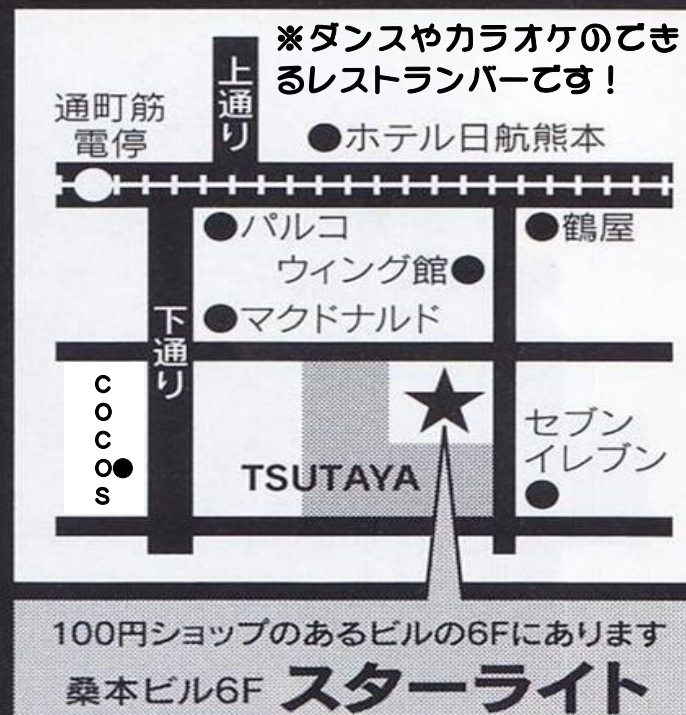 ※ダンスやカラオケのでき
るレストランバーです！
上通り
通町筋
電停
●ホテル日航熊本
●パルコ
●鶴屋
ウィング館●
下通り
●マクドナルド
cocos
セブン
イレブン
TSUTAYA
100円ショップのあるビルの6Fにあります
桑本ビル6F スターライト